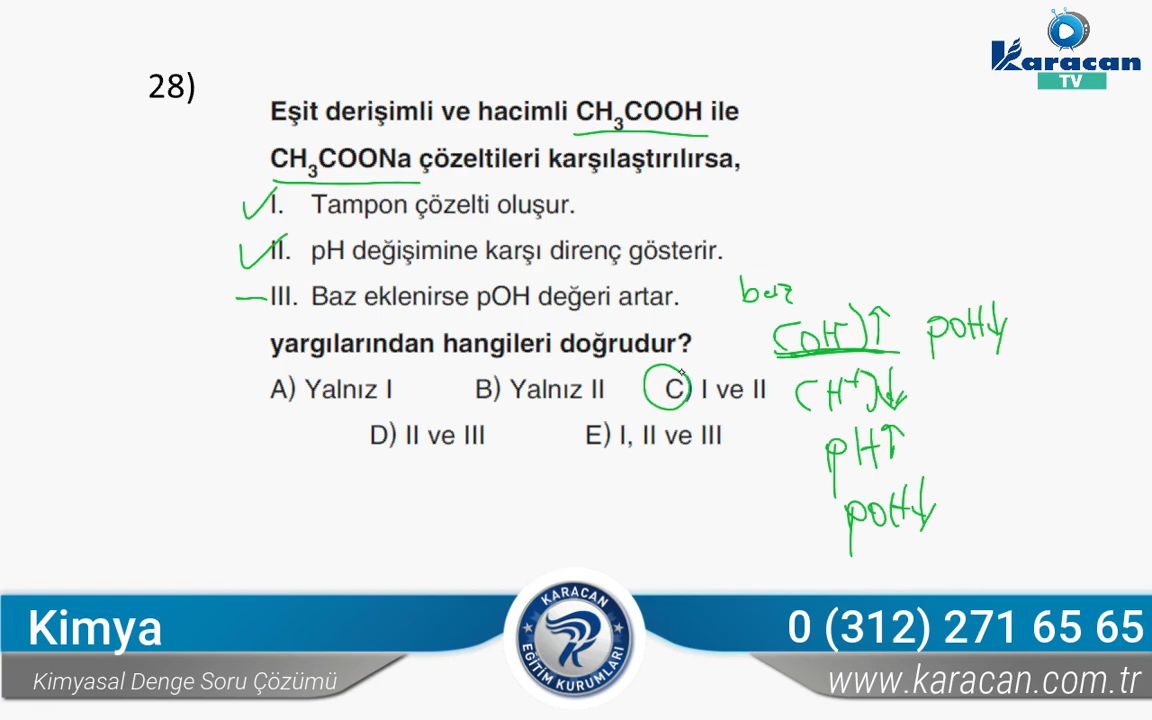 Karacan
TV
28)
Eşit derişimli ve hacimli CH₃COOH ile
CH₃COONa çözeltileri karşılaştırılırsa,
I. Tampon çözelti oluşur.
II. pH değişimine karşı direnç gösterir.
III. Baz eklenirse pOH değeri artar.
yargılarından hangileri doğrudur?
A) Yalnız I B) Yalnız II C) I ve II
D) II ve III E) I, II ve III
baz
(OH⁻)↑ pOH↓
(H⁺)↓
pH↑
pOH↓
Kimya
Kimyasal Denge Soru Çözümü
KARACAN
EĞİTİM KURUMLARI
0 (312) 271 65 65
www.karacan.com.tr